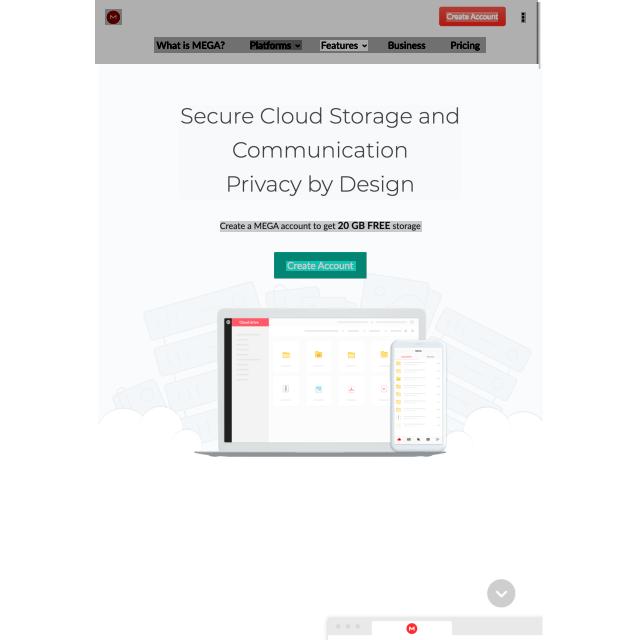 Create Account
What is MEGA?
Platforms
Features
Business
Pricing
Secure Cloud Storage and
Communication
Privacy by Design
Create a MEGA account to get 20 GB FREE storage
Create Account
Cloud drive